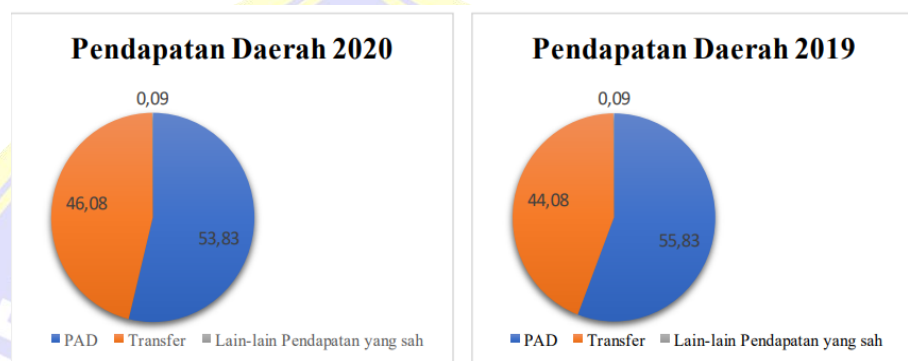 Pendapatan Daerah 2020
0,09
46,08
53,83
PAD Transfer Lain-lain Pendapatan yang sah
Pendapatan Daerah 2019
0,09
44,08
55,83
PAD Transfer Lain-lain Pendapatan yang sah